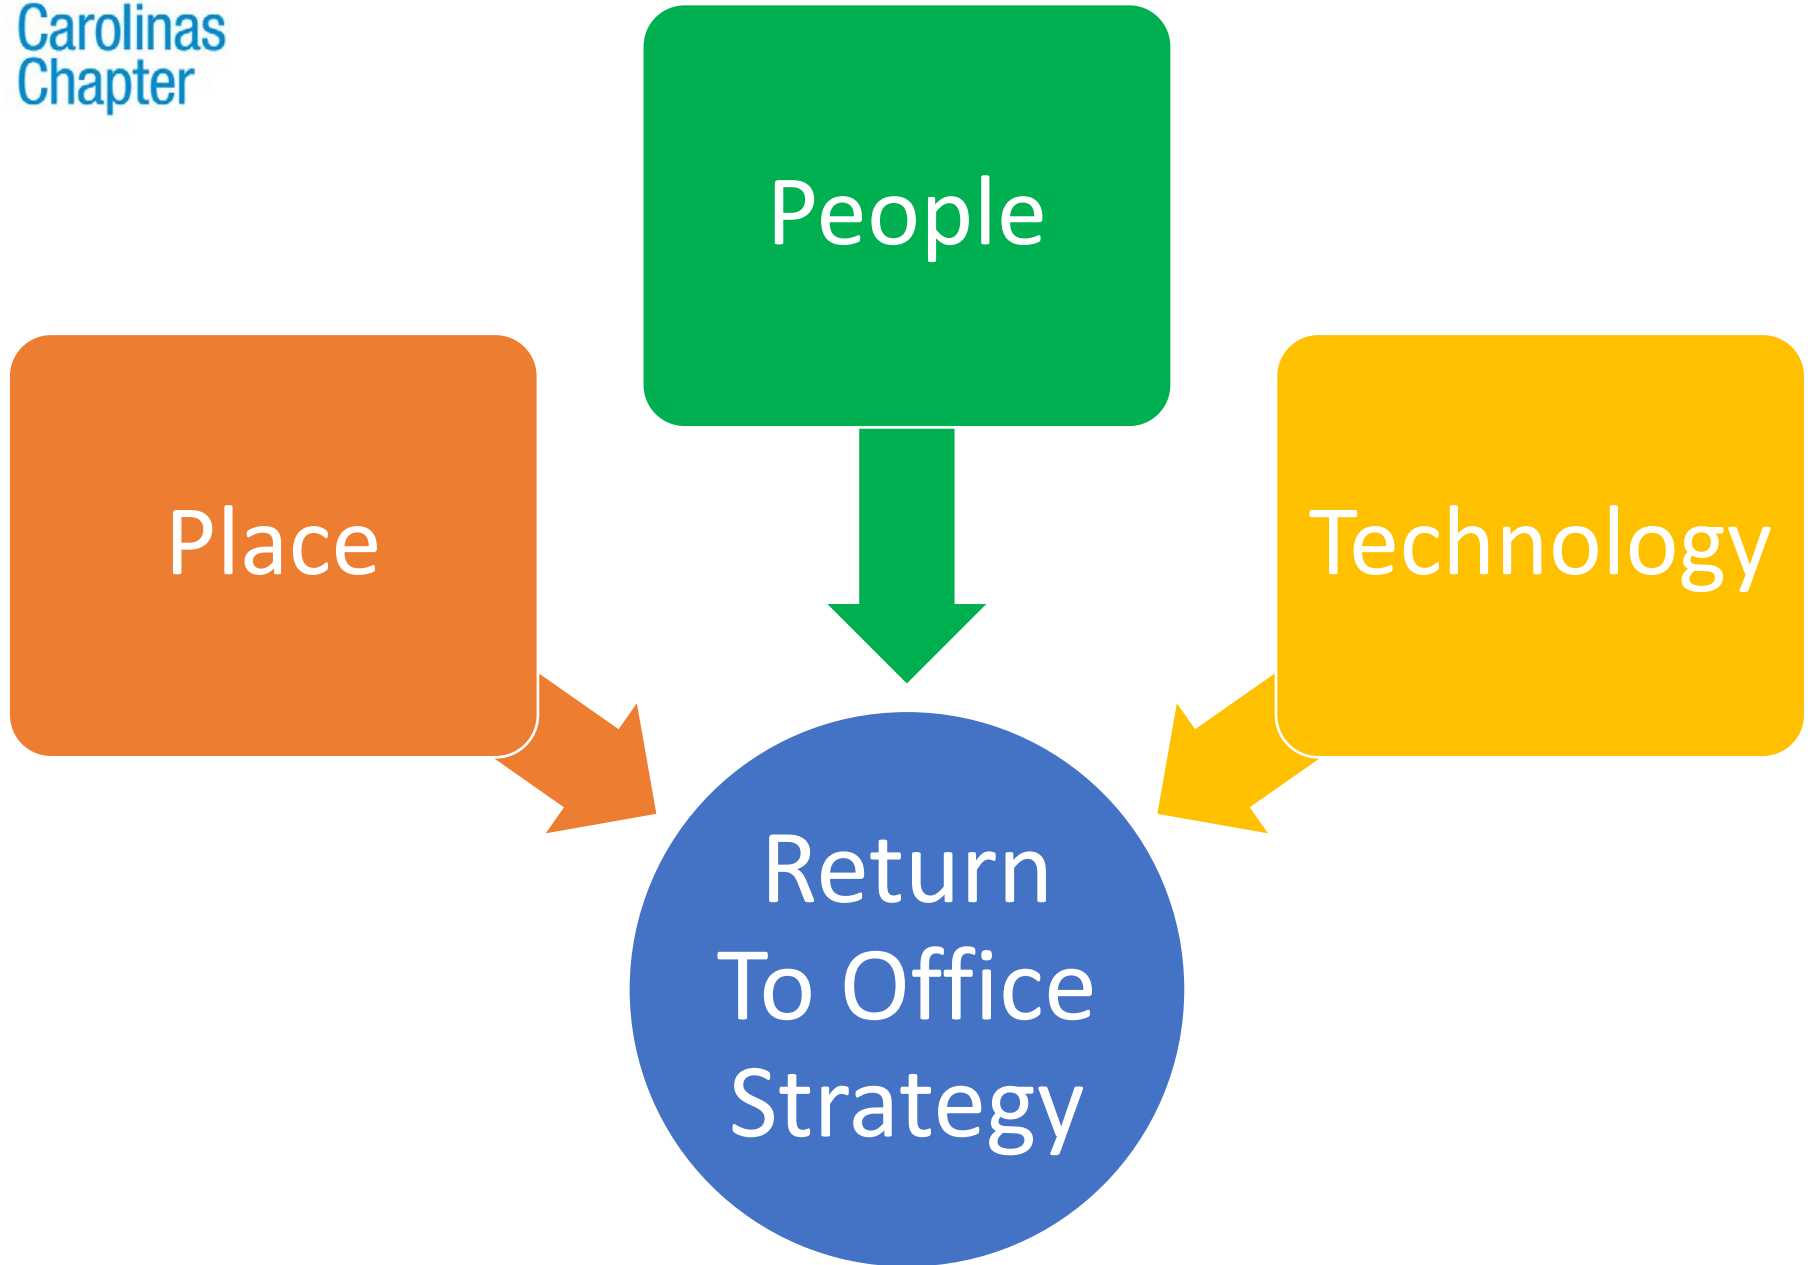 Carolinas
Chapter
People
Place
Technology
Return
To Office
Strategy